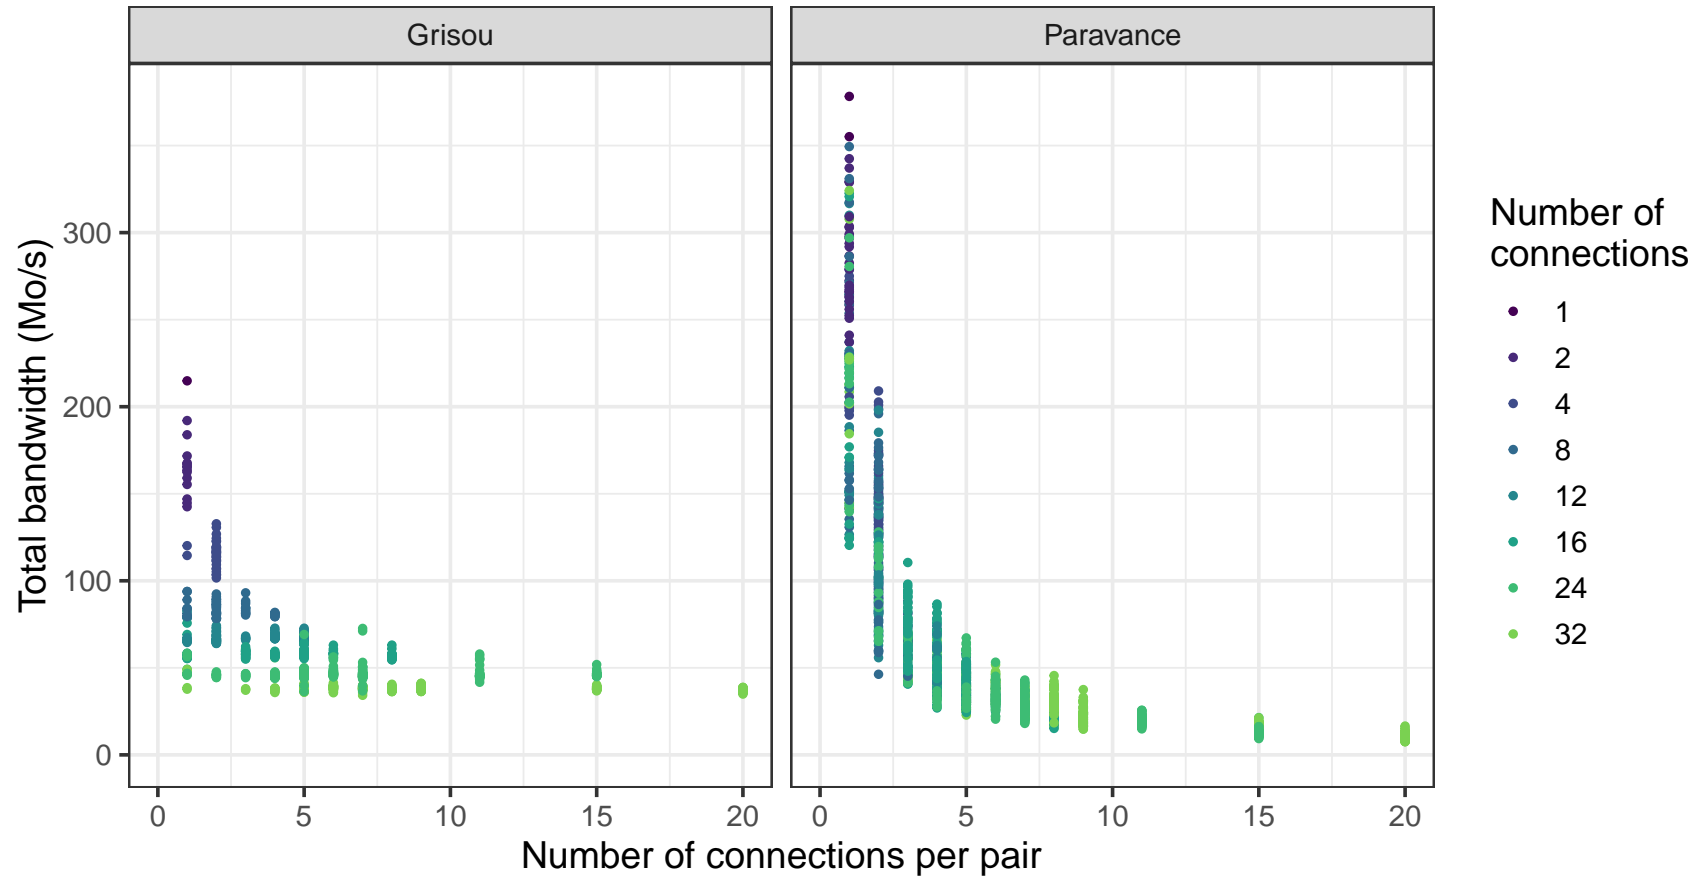 Grisou
Paravance
Total bandwidth (Mo/s)
300
200
100
0
0 5 10 15 20
0 5 10 15 20
Number of connections per pair
Number of
connections
1
2
4
8
12
16
24
32